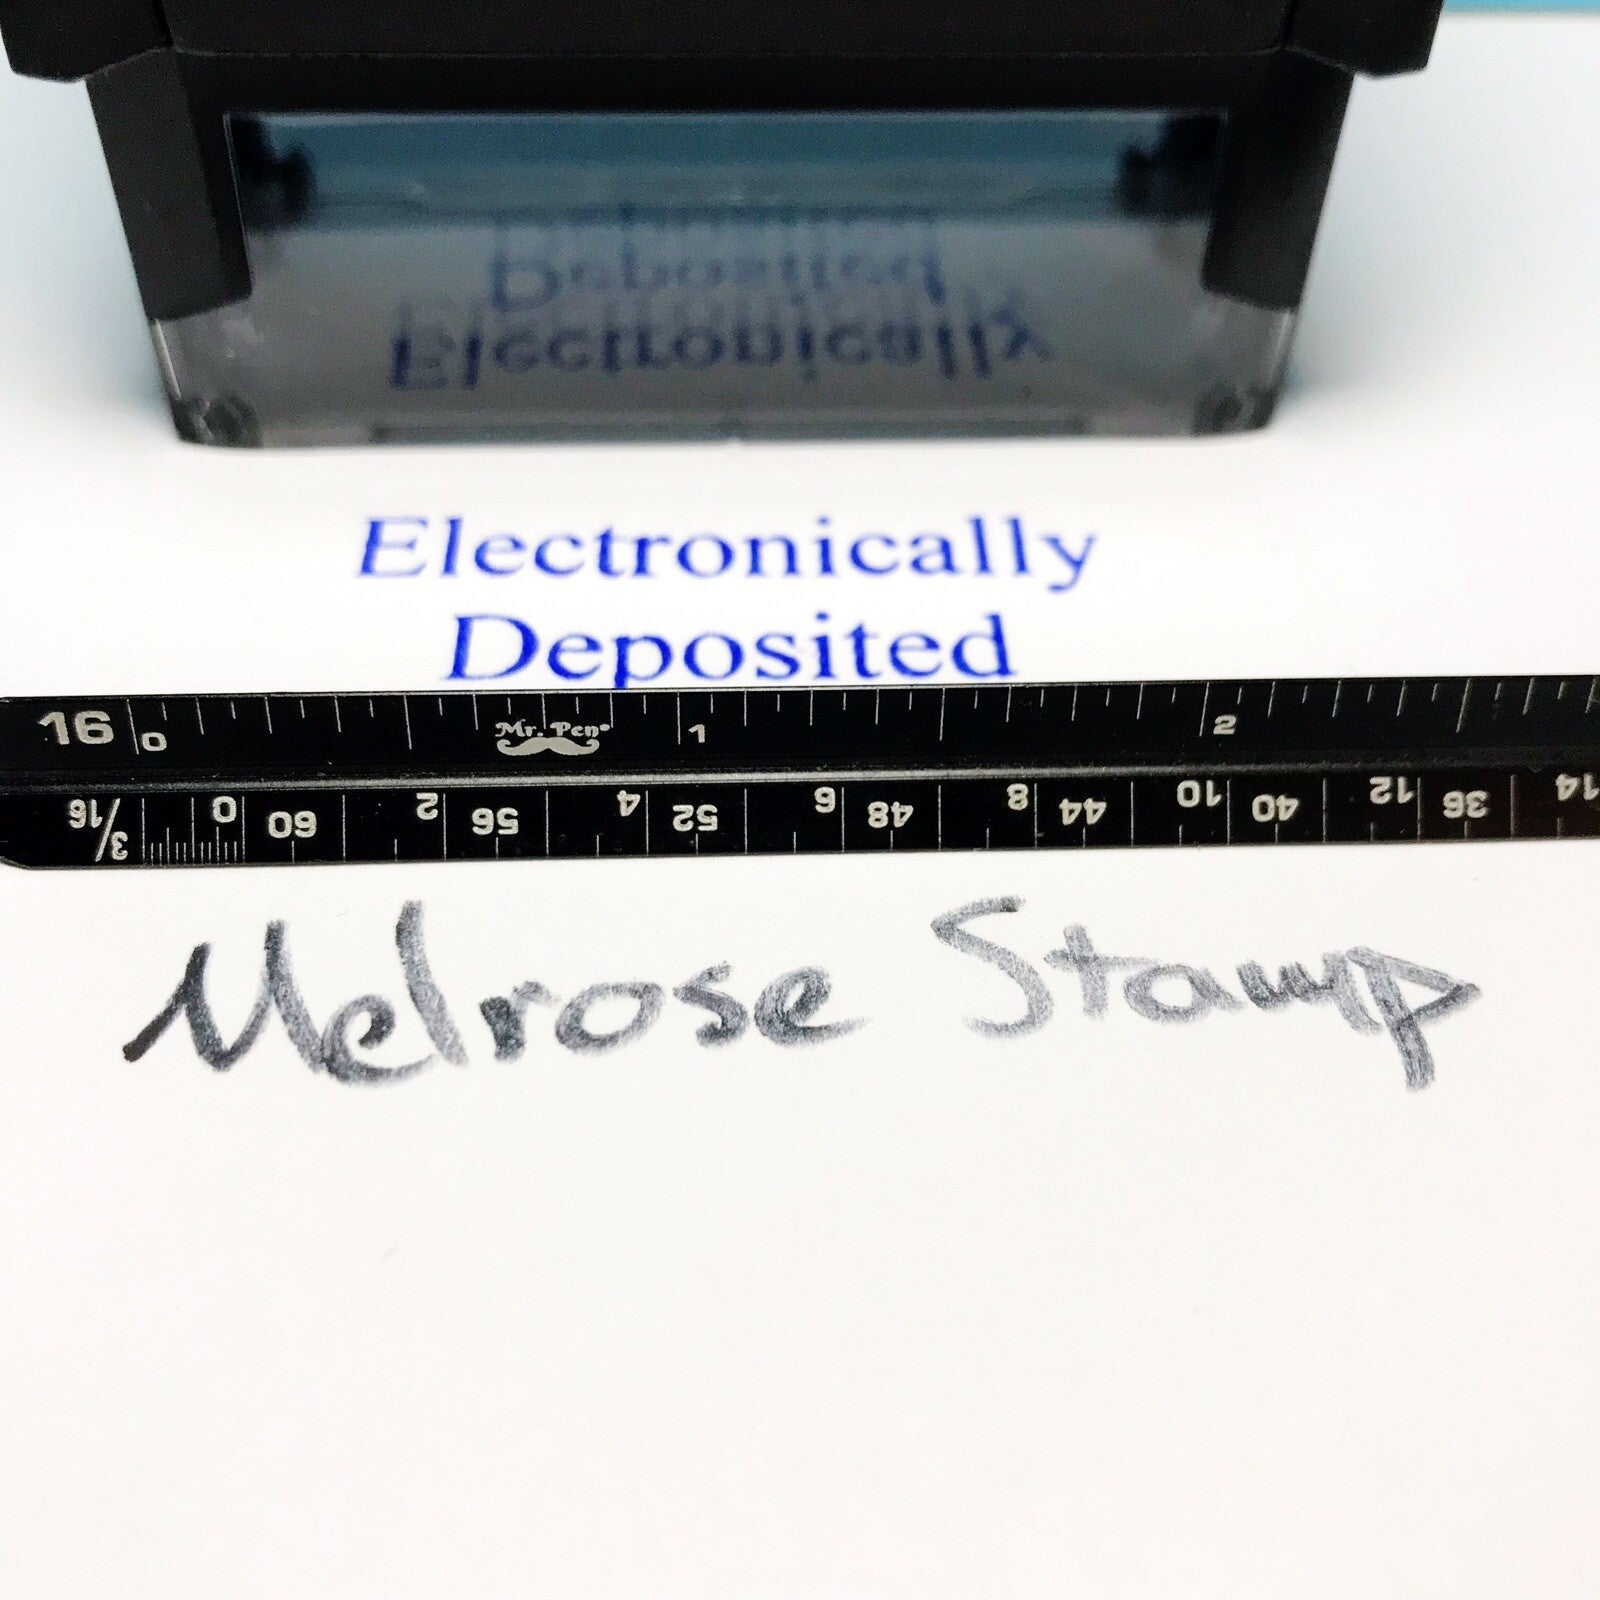 Electronically
Deposited
16 0 Mr. Pen 1 2
3/16 0 60 2 56 4 52 6 48 8 44 10 40 12 36 14
Melrose Stamp